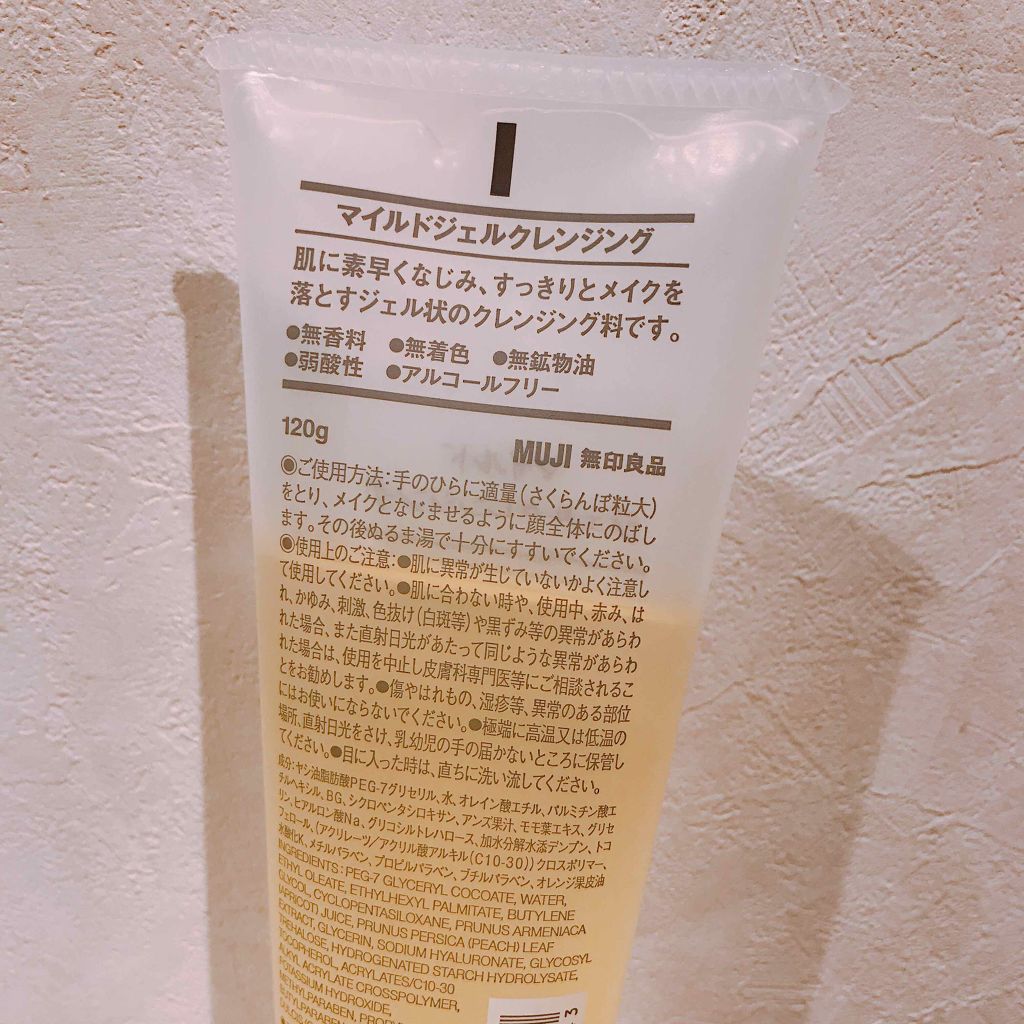 マイルドジェルクレンジング
肌に素早くなじみ、すっきりとメイクを
落とすジェル状のクレンジング料です。
●無香料 ●無着色 ●無鉱物油
●弱酸性 ●アルコールフリー
120g
MUJI 無印良品
◉ご使用方法：手のひらに適量（さくらんぼ粒大）
をとり、メイクとなじませるように顔全体にのばし
ます。その後ぬるま湯で十分にすすいでください。
◉使用上のご注意：●肌に異常が生じていないかよく注意し
て使用してください。●肌に合わない時や、使用中、赤み、は
れ、かゆみ、刺激、色抜け（白斑等）や黒ずみ等の異常があらわ
れた場合、また直射日光があたって同じような異常があらわ
れた場合は、使用を中止し皮膚科専門医等にご相談されるこ
とをお勧めします。●傷やはれもの、湿疹等、異常のある部位
にはお使いにならないでください。●極端に高温又は低温の
場所、直射日光をさけ、乳幼児の手の届かないところに保管し
てください。●目に入った時は、直ちに洗い流してください。
成分：ヤシ油脂肪酸PEG-7グリセリル、水、オレイン酸エチル、パルミチン酸エ
チルヘキシル、BG、シクロペンタシロキサン、アンズ果汁、モモ葉エキス、グリセ
リン、ヒアルロン酸Na、グリコシルトレハロース、加水分解水添デンプン、トコ
フェロール、（アクリレーツ/アクリル酸アルキル（C10-30））クロスポリマー、
水酸化K、メチルパラベン、プロピルパラベン、ブチルパラベン、オレンジ果皮油
INGREDIENTS: PEG-7 GLYCERYL COCOATE, WATER,
ETHYL OLEATE, ETHYLHEXYL PALMITATE, BUTYLENE
GLYCOL, CYCLOPENTASILOXANE, PRUNUS ARMENIACA
(APRICOT) JUICE, PRUNUS PERSICA (PEACH) LEAF
EXTRACT, GLYCERIN, SODIUM HYALURONATE, GLYCOSYL
TREHALOSE, HYDROGENATED STARCH HYDROLYSATE,
TOCOPHEROL, ACRYLATES/C10-30
ALKYL ACRYLATE CROSSPOLYMER,
POTASSIUM HYDROXIDE,
METHYLPARABEN,